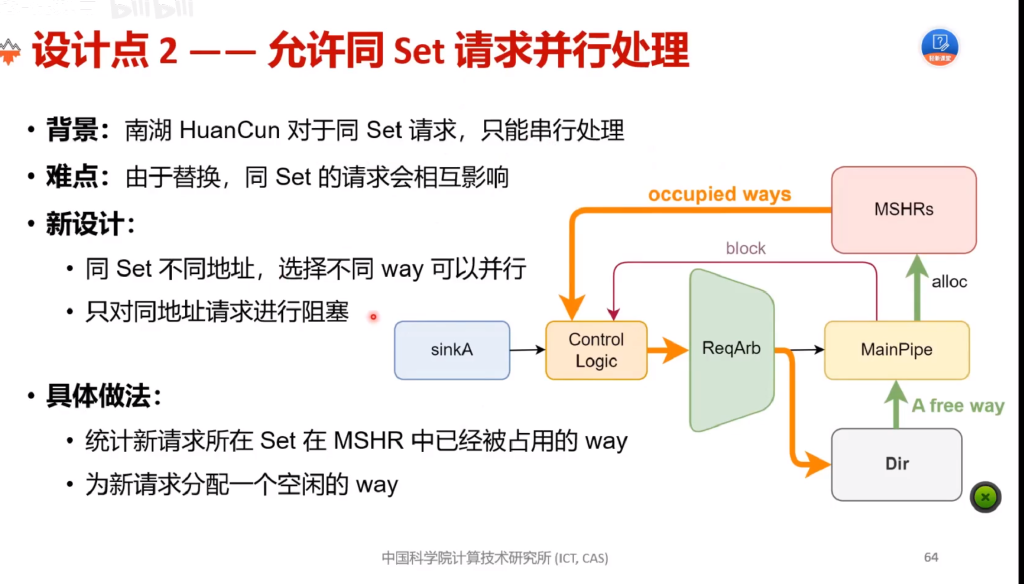 bilibili
设计点 2 —— 允许同 Set 请求并行处理
• 背景：南湖 HuanCun 对于同 Set 请求，只能串行处理
• 难点：由于替换，同 Set 的请求会相互影响
• 新设计：
• 同 Set 不同地址，选择不同 way 可以并行
• 只对同地址请求进行阻塞
• 具体做法：
• 统计新请求所在 Set 在 MSHR 中已经被占用的 way
• 为新请求分配一个空闲的 way
occupied ways
MSHRs
block
alloc
sinkA
Control
Logic
ReqArb
MainPipe
A free way
Dir
中国科学院计算技术研究所 (ICT, CAS)
64